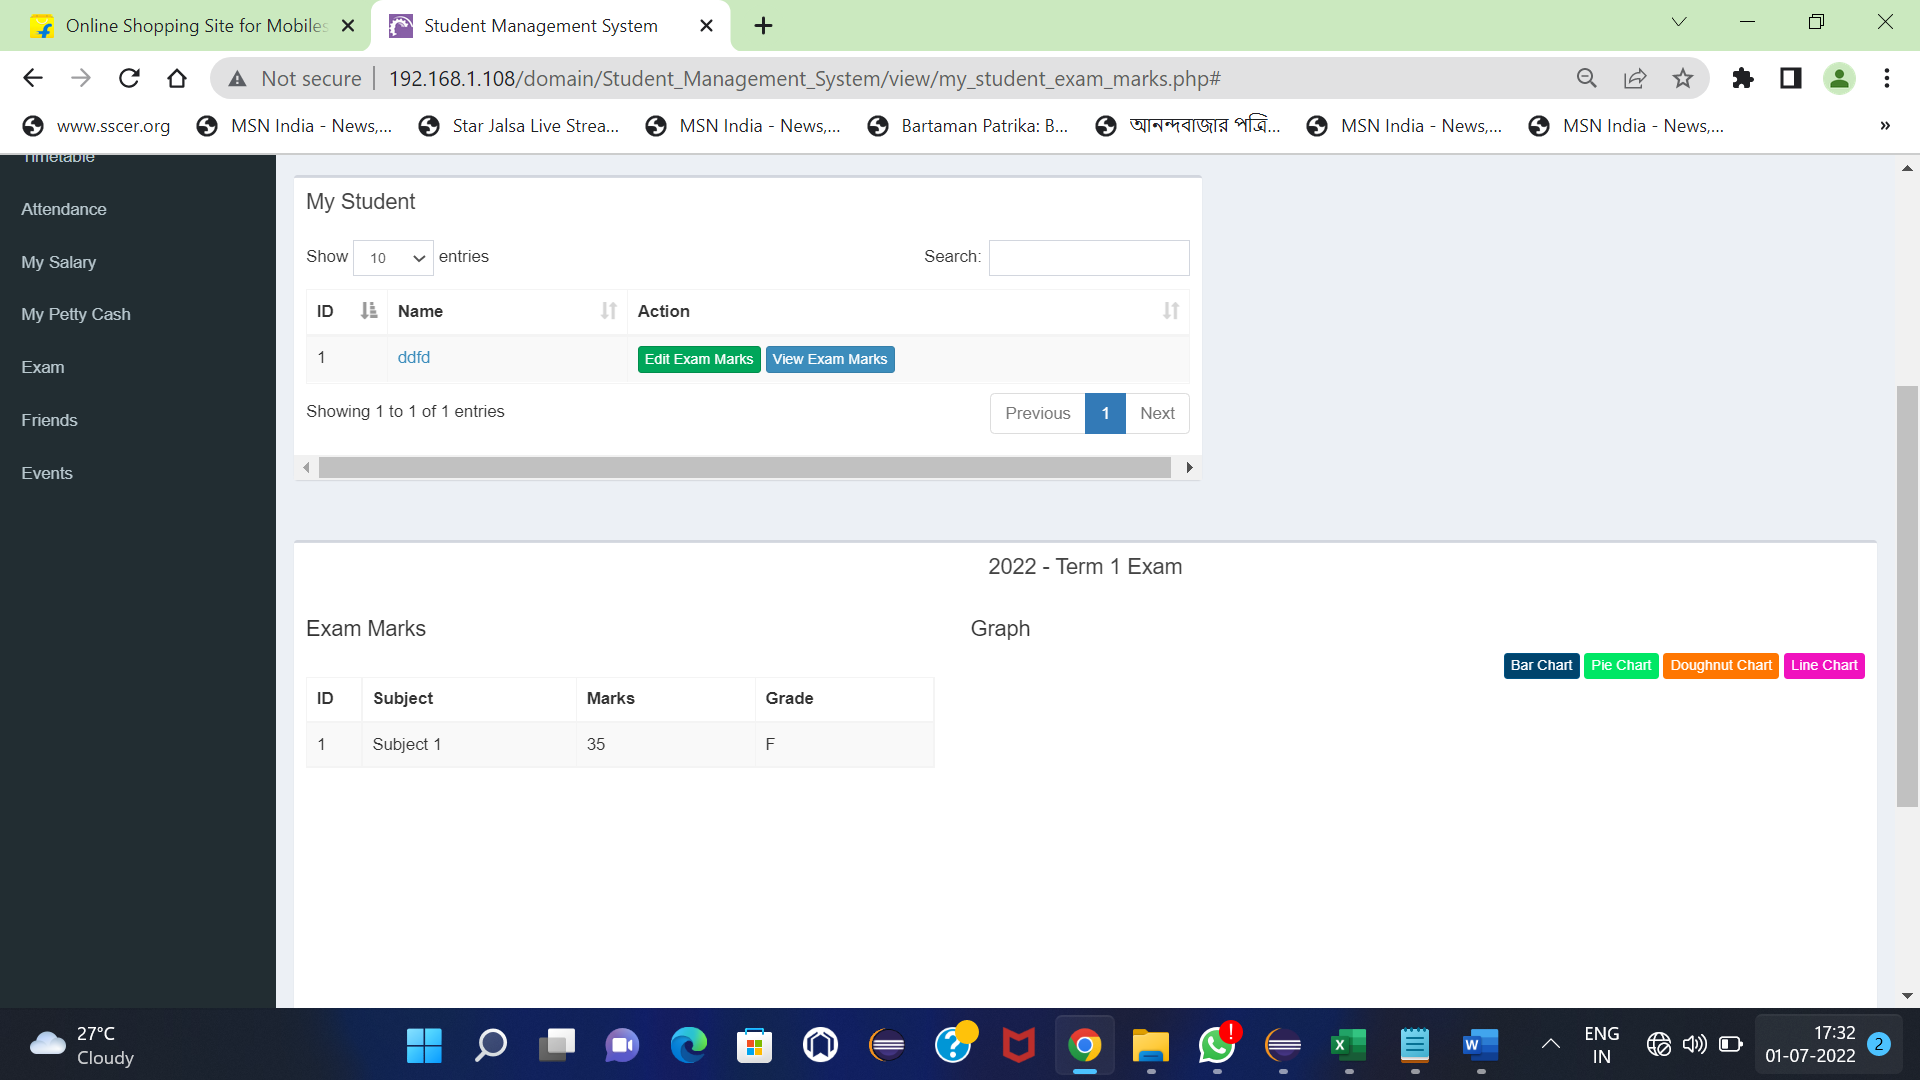 Online Shopping Site for Mobiles
Student Management System
Not secure
192.168.1.108/domain/Student_Management_System/view/my_student_exam_marks.php#
www.sscer.org
MSN India - News,...
Star Jalsa Live Strea...
MSN India - News,...
Bartaman Patrika: B...
আনন্দবাজার পত্রি...
MSN India - News,...
MSN India - News,...
»
Timetable
Attendance
My Salary
My Petty Cash
Exam
Friends
Events
My Student
Show 10 entries
Search:
ID Name Action
1 ddfd Edit Exam Marks View Exam Marks
Showing 1 to 1 of 1 entries
Previous 1 Next
2022 - Term 1 Exam
Exam Marks
Graph
Bar Chart Pie Chart Doughnut Chart Line Chart
ID Subject Marks Grade
1 Subject 1 35 F
27°C
Cloudy
ENG
IN
17:32
01-07-2022
2